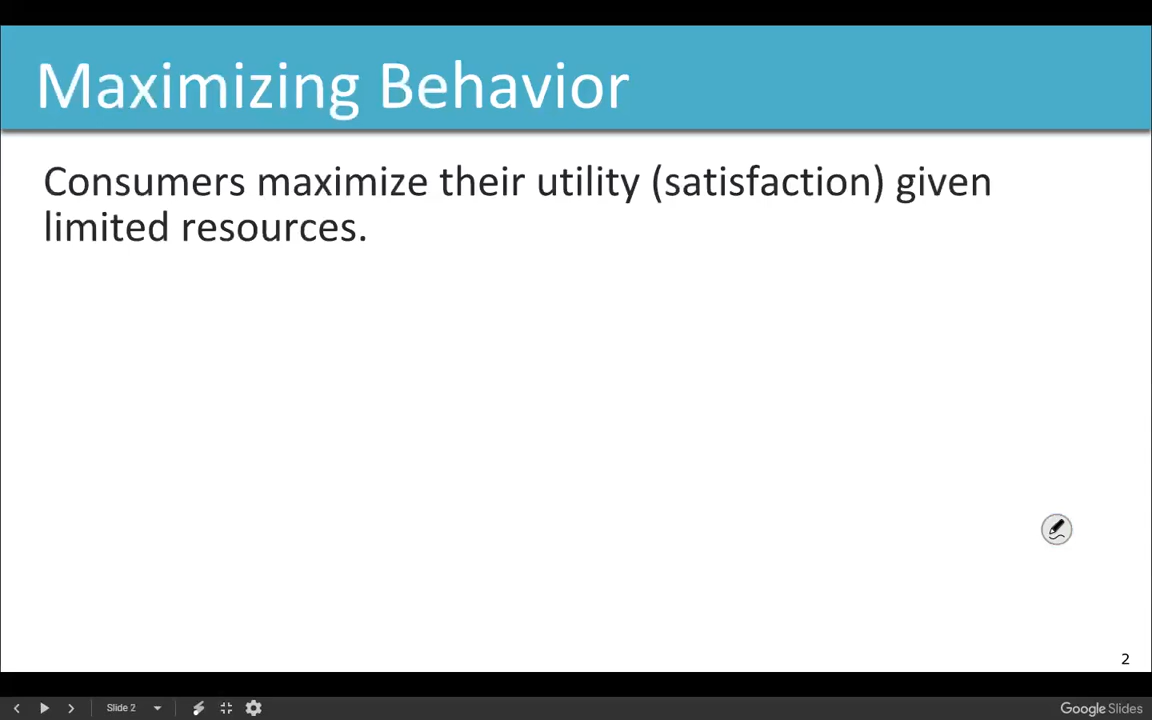 Maximizing Behavior
Consumers maximize their utility (satisfaction) given
limited resources.
2
Slide 2
Google Slides